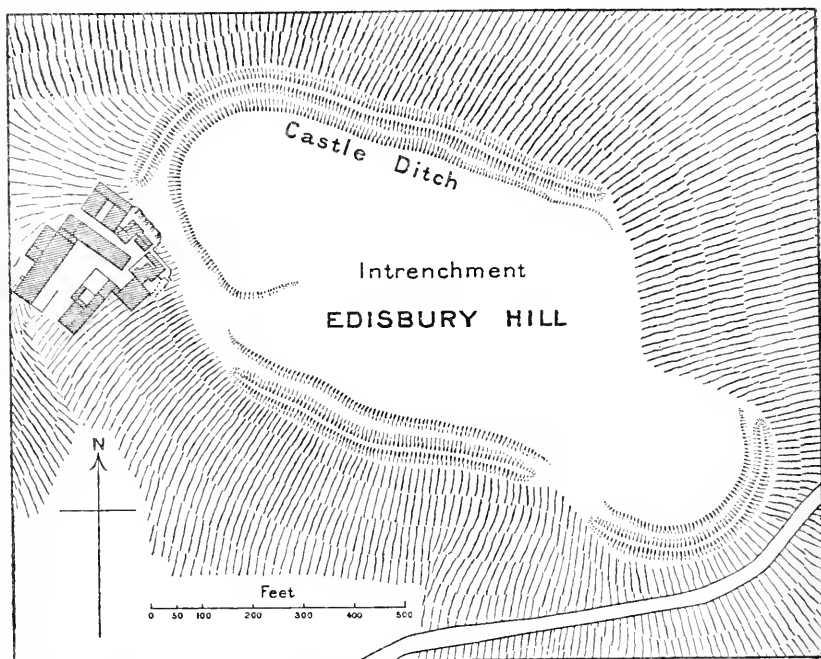 Castle Ditch
Intrenchment
EDISBURY HILL
N
Feet
0 50 100 200 300 400 500